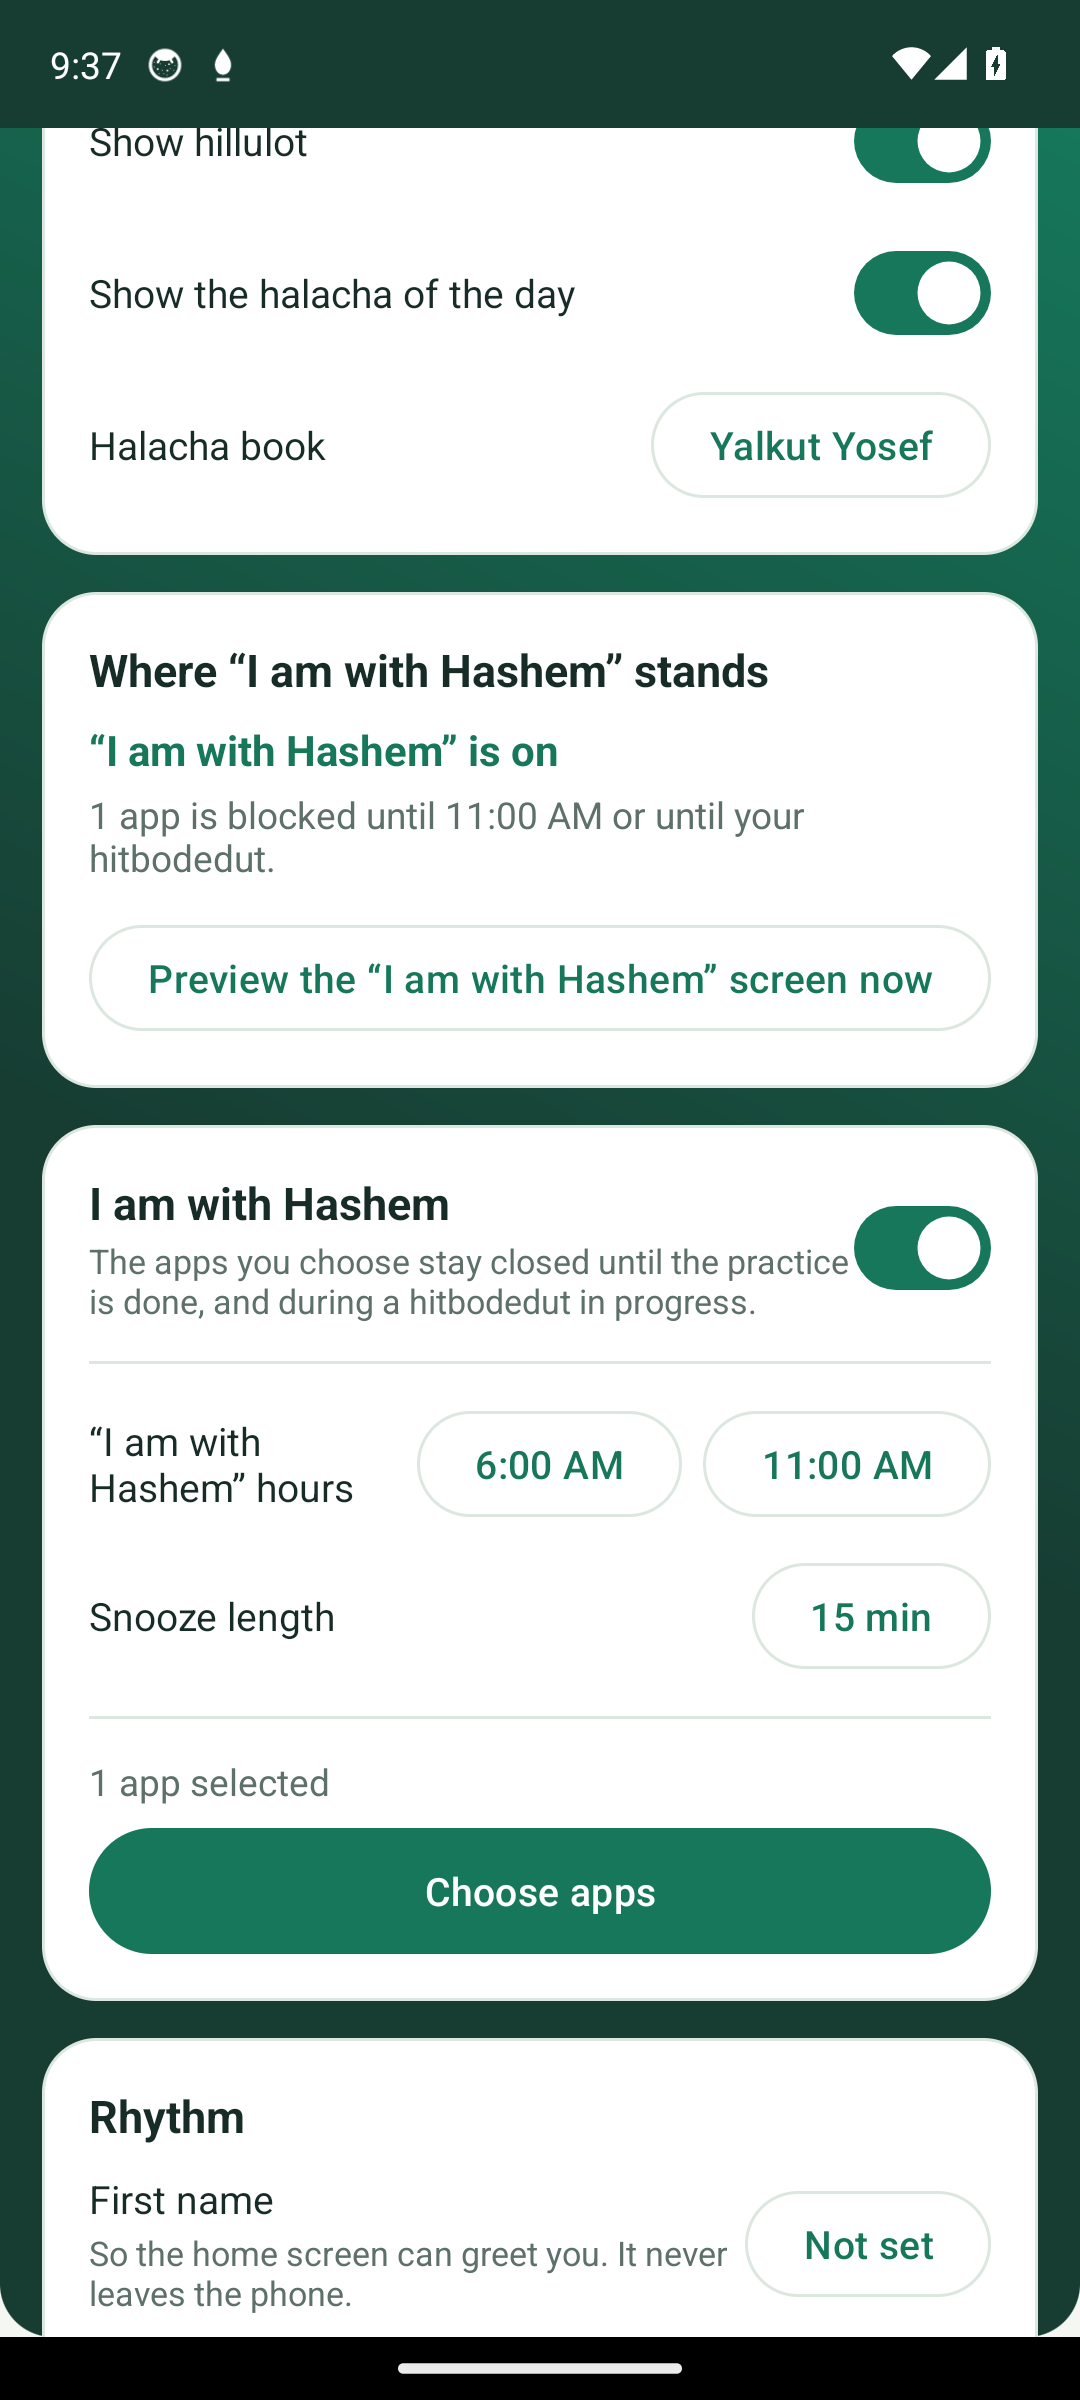 9:37
Show hillulot
Show the halacha of the day
Halacha book
Yalkut Yosef
Where “I am with Hashem” stands
“I am with Hashem” is on
1 app is blocked until 11:00 AM or until your
hitbodedut.
Preview the “I am with Hashem” screen now
I am with Hashem
The apps you choose stay closed until the practice
is done, and during a hitbodedut in progress.
“I am with
Hashem” hours
6:00 AM
11:00 AM
Snooze length
15 min
1 app selected
Choose apps
Rhythm
First name
So the home screen can greet you. It never
leaves the phone.
Not set